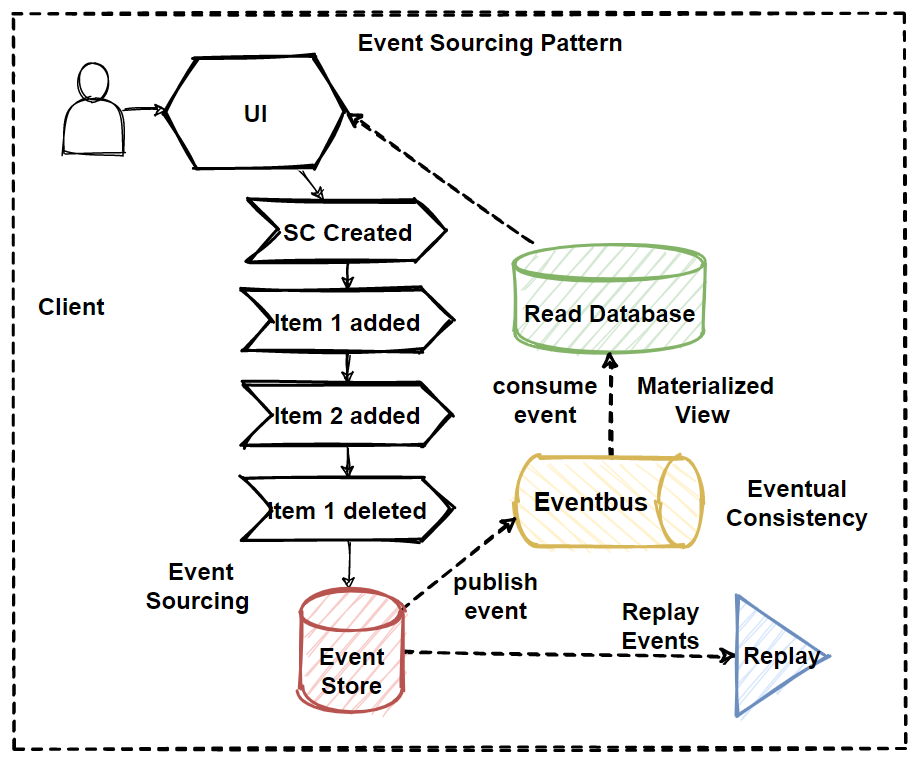 Event Sourcing Pattern
UI
SC Created
Client
Item 1 added
Read Database
consume
event
Materialized
View
Item 2 added
Eventbus
Eventual
Consistency
Item 1 deleted
Event
Sourcing
publish
event
Replay
Events
Event
Store
Replay